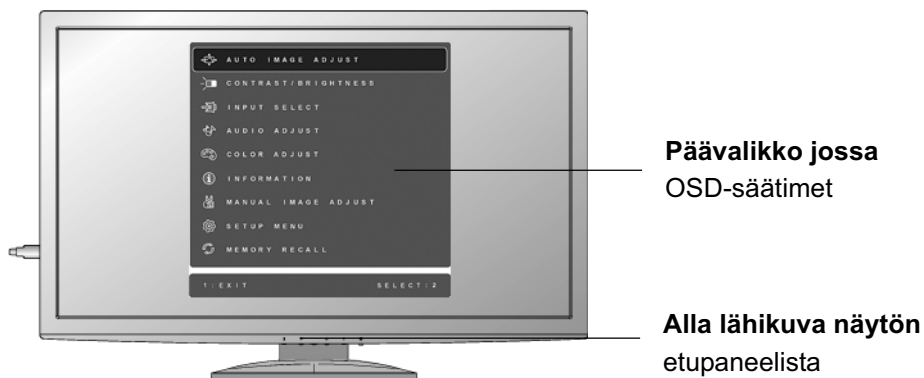 AUTO IMAGE ADJUST
CONTRAST/BRIGHTNESS
INPUT SELECT
AUDIO ADJUST
COLOR ADJUST
INFORMATION
MANUAL IMAGE ADJUST
SETUP MENU
MEMORY RECALL
1:EXIT SELECT:2
Päävalikko jossa
OSD-säätimet
Alla lähikuva näytön
etupaneelista